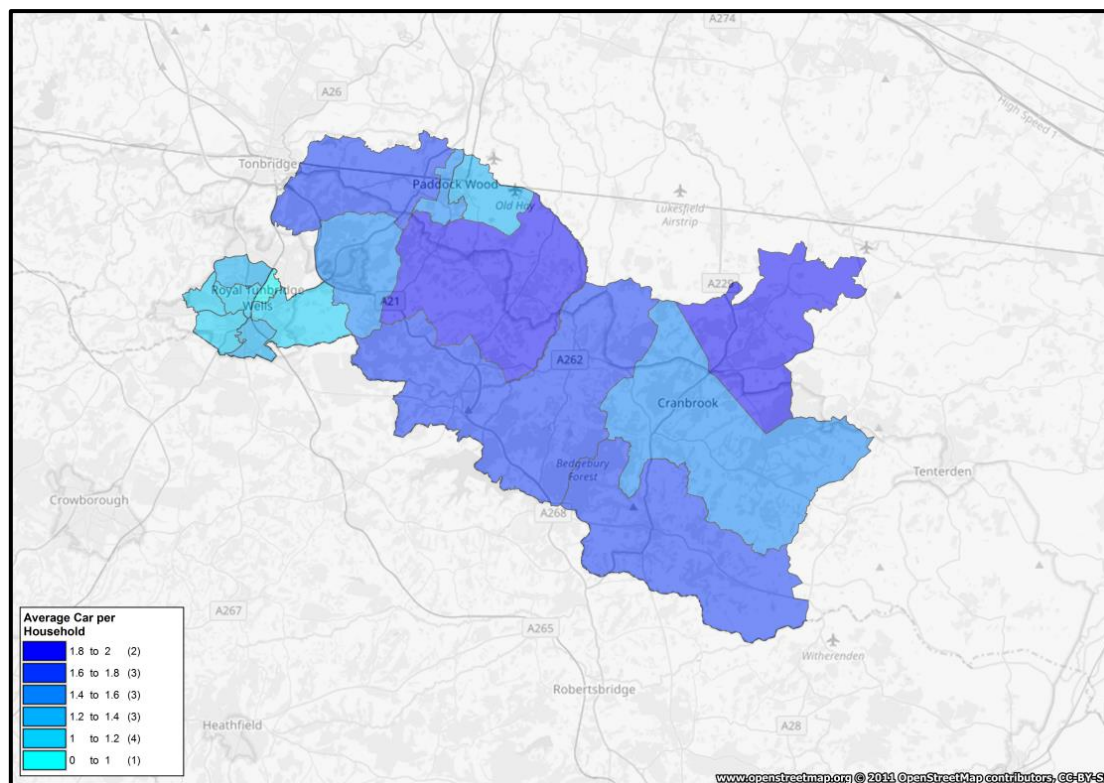 A274
A26
High Speed 1
Tonbridge
Paddock Wood
Old Hay
Lukesfield
Airstrip
A229
Royal Tunbridge
Wells
A21
A262
Cranbrook
Bedgebury
Forest
Tenterden
Crowborough
A268
A267
A265
Witherenden
Robertsbridge
A28
Heathfield
Average Car per
Household
1.8 to 2 (2)
1.6 to 1.8 (3)
1.4 to 1.6 (3)
1.2 to 1.4 (3)
1 to 1.2 (4)
0 to 1 (1)
www.openstreetmap.org © 2011 OpenStreetMap contributors, CC-BY-S